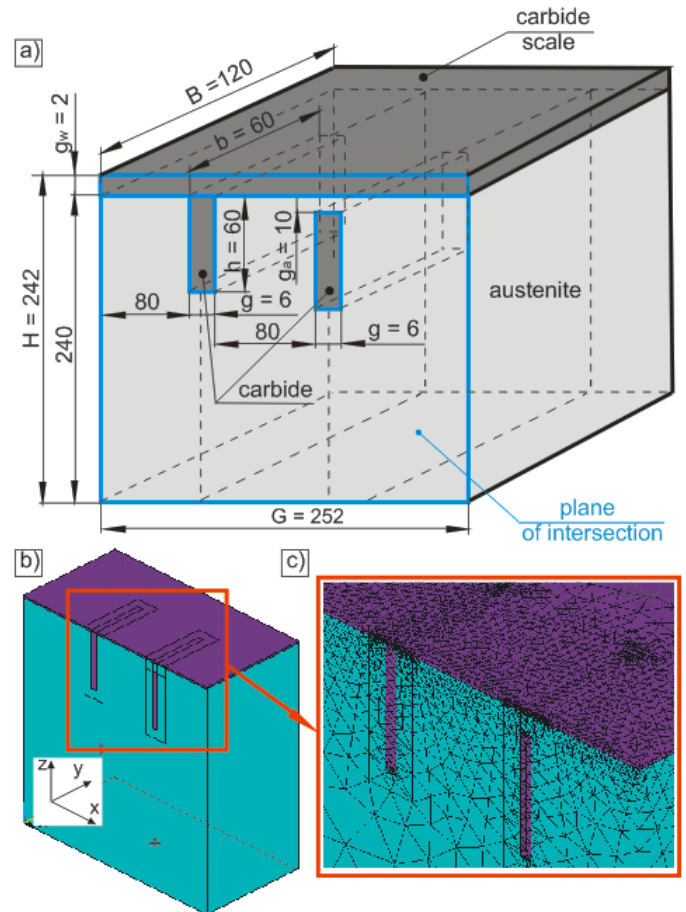 carbide
scale
a)
B =120
b = 60
gw = 2
h = 60
ga = 10
H = 242
240
80
g = 6
80
g = 6
austenite
carbide
G = 252
plane
of intersection
b)
c)
z
y
x